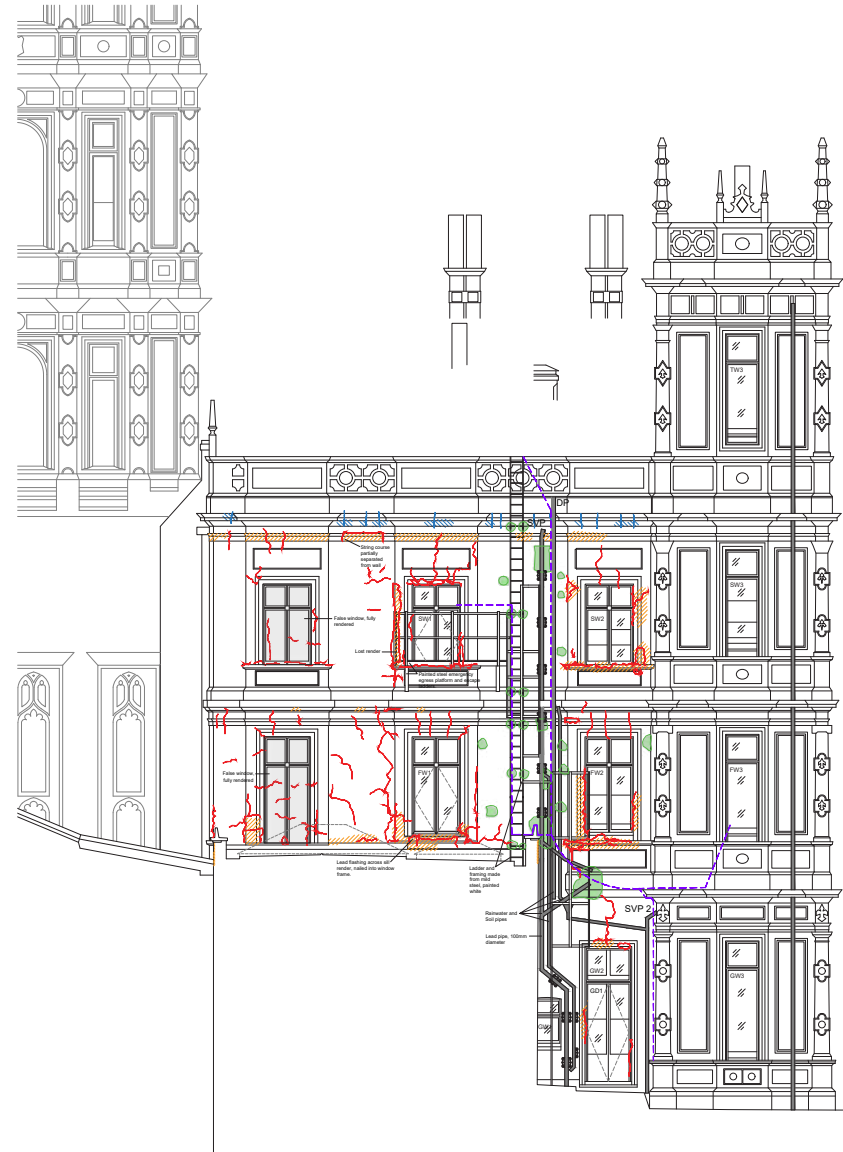 TW3
DP
SVP
String course
partially
separated
from wall
SW3
False window, fully
rendered
SW1
SW2
Lost render
Painted steel emergency
egress platform and escape
FW3
False window,
fully rendered
FW1
FW2
Lead flashing across sill
render, nailed into window
frame.
Ladder and
framing made
from mild
steel, painted
white
Rainwater and
Soil pipes
SVP 2
Lead pipe, 100mm
diameter
GW2
GW3
GD1